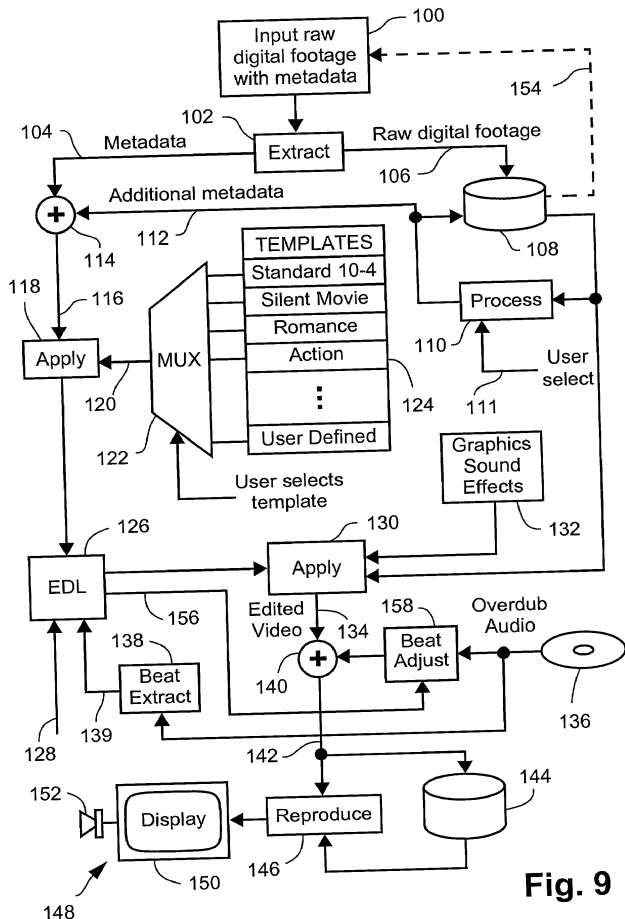 100
Input raw
digital footage
with metadata
154
102
104
Metadata
Extract
Raw digital footage
106
Additional metadata
112
+
114
108
TEMPLATES
Standard 10-4
Silent Movie
Romance
Action
⋮
User Defined
124
116
118
Apply
120
MUX
122
User selects
template
Process
110
111
User
select
Graphics
Sound
Effects
132
126
EDL
130
Apply
156
Edited
Video
134
158
Beat
Adjust
Overdub
Audio
136
138
Beat
Extract
139
128
+
140
142
144
152
Display
150
148
Reproduce
146
Fig. 9